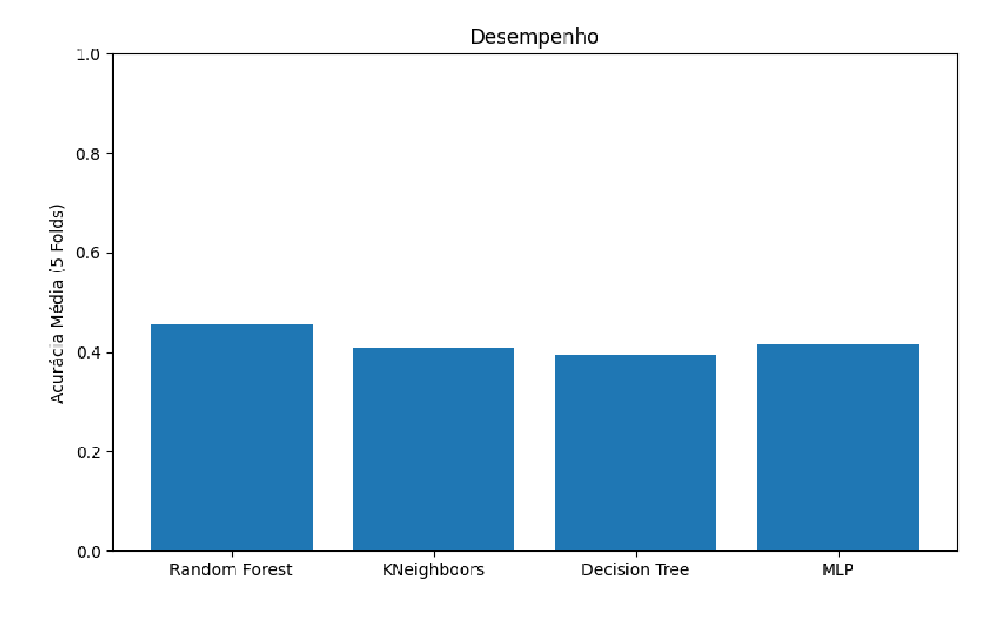 Desempenho
1.0
0.8
0.6
0.4
0.2
0.0
Acurácia Média (5 Folds)
Random Forest
KNeighboors
Decision Tree
MLP